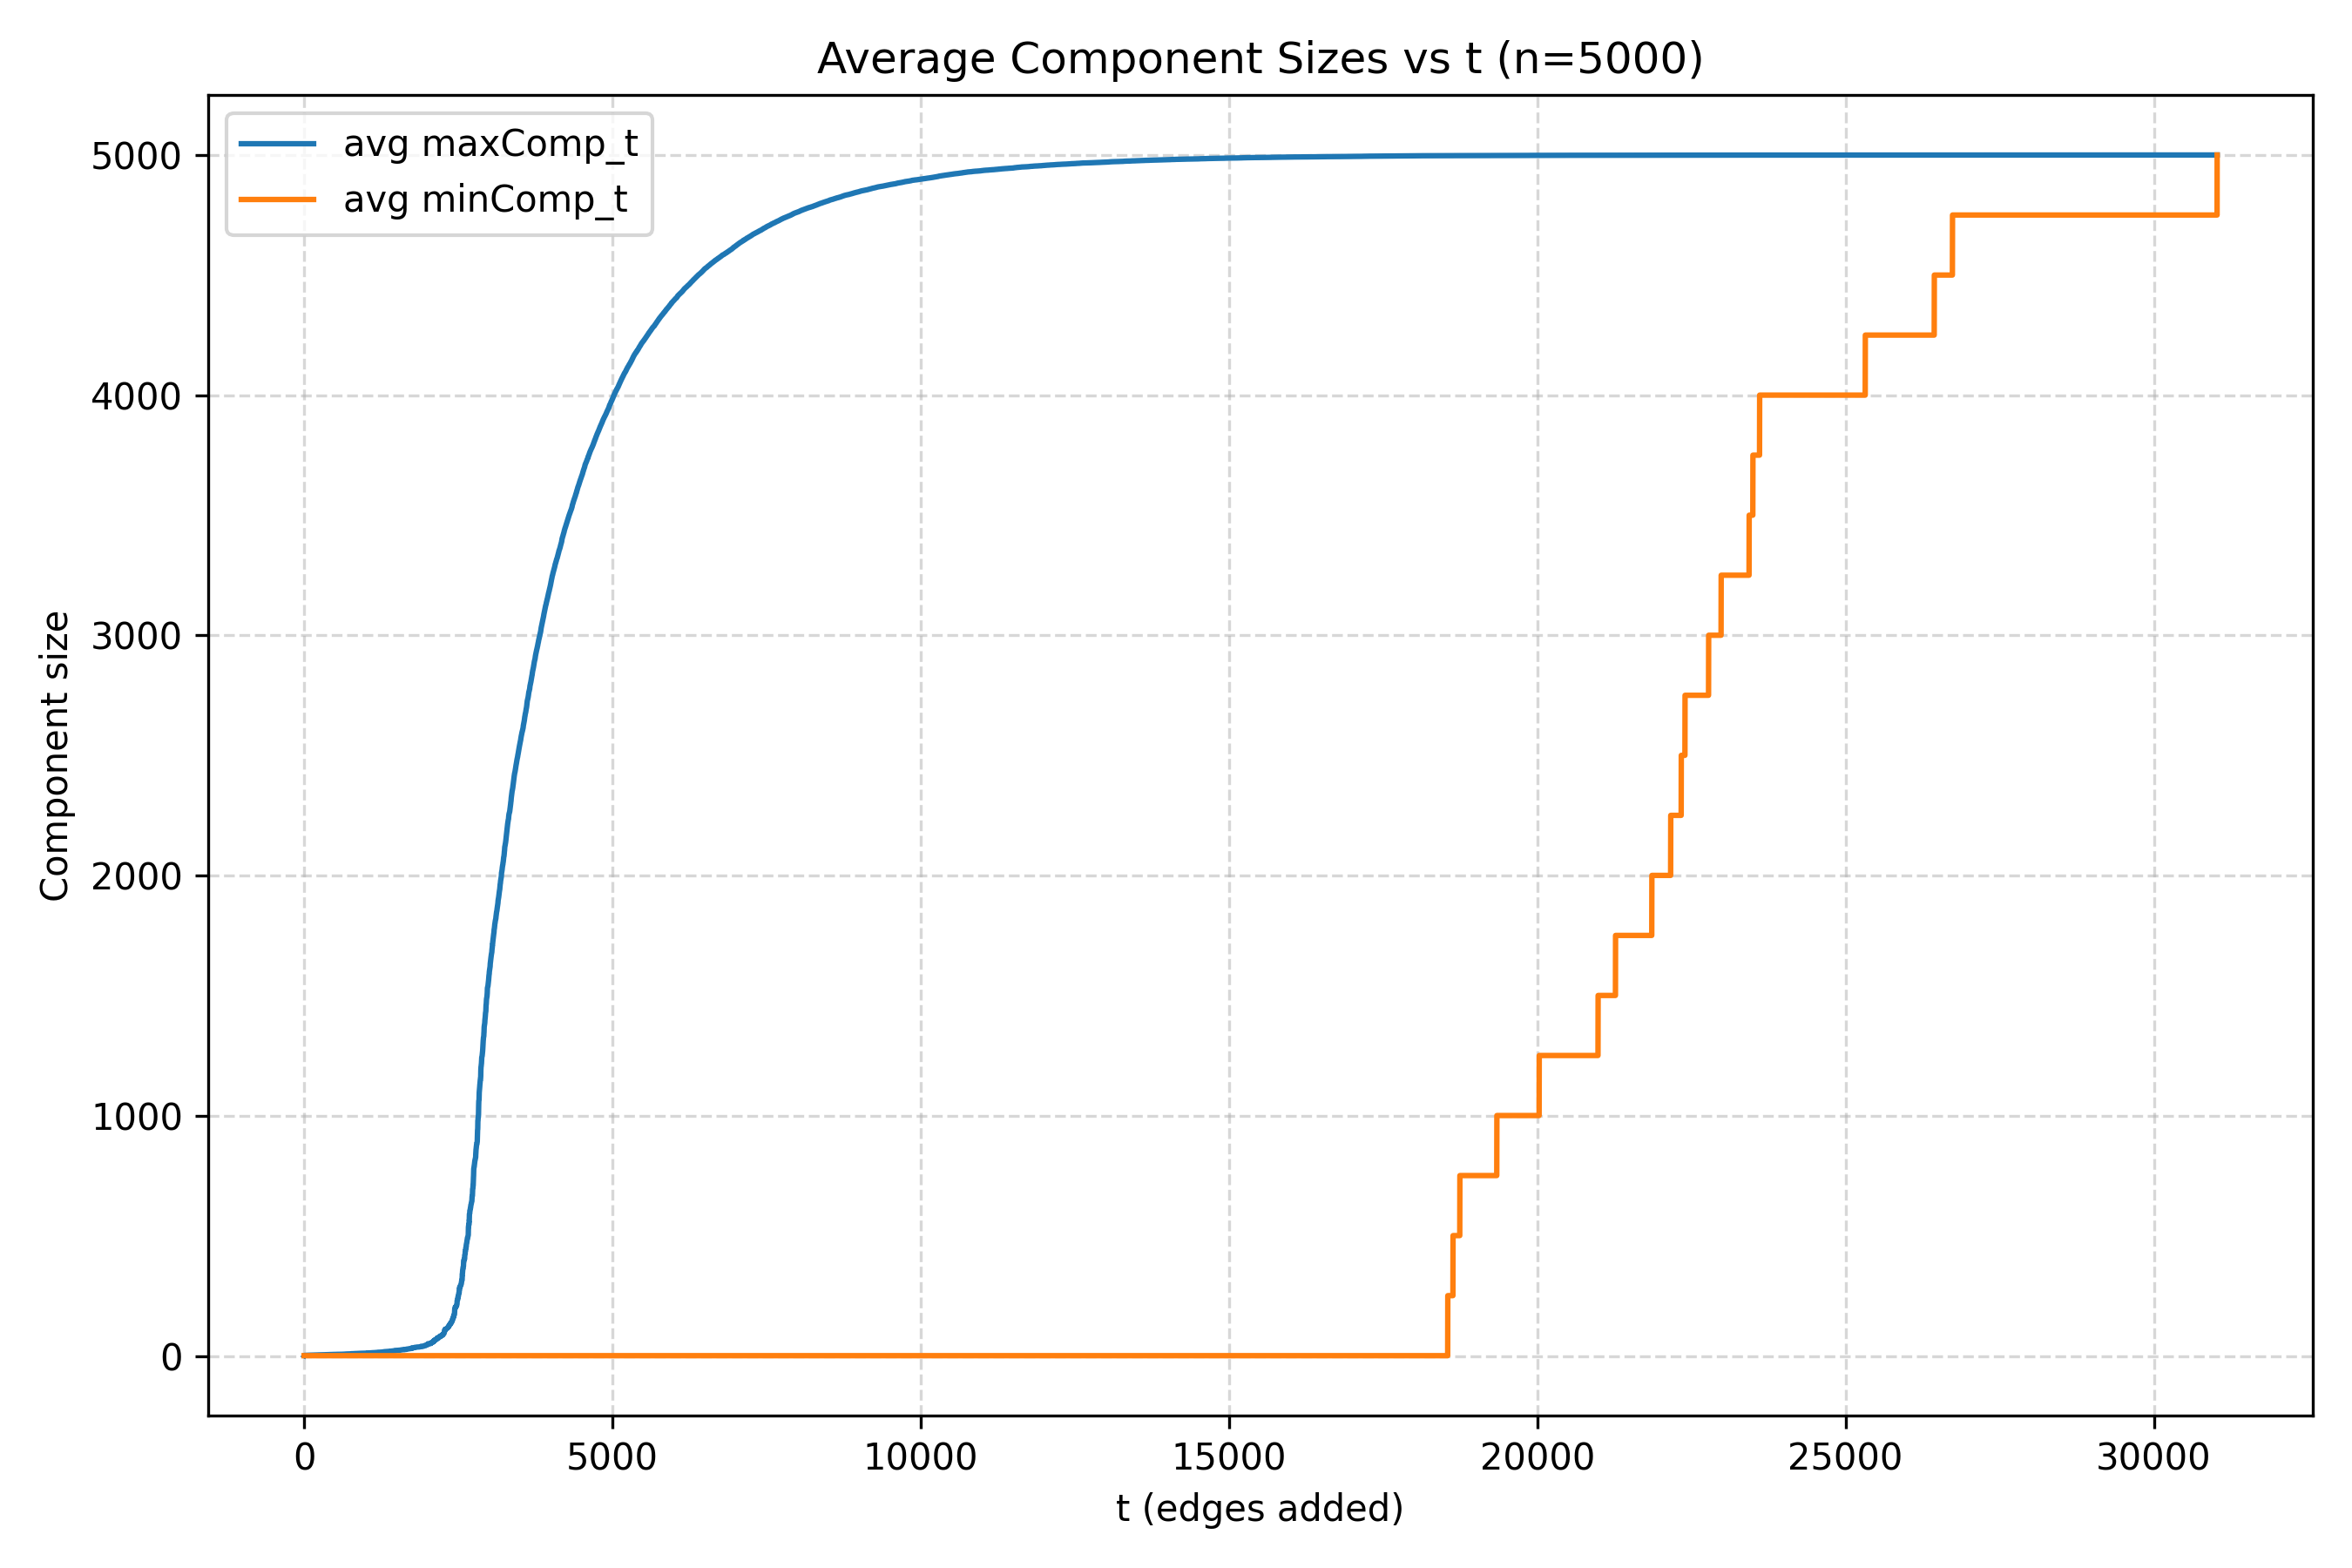 Average Component Sizes vs t (n=5000)
avg maxComp_t
avg minComp_t
Component size
5000
4000
3000
2000
1000
0
0 5000 10000 15000 20000 25000 30000
t (edges added)